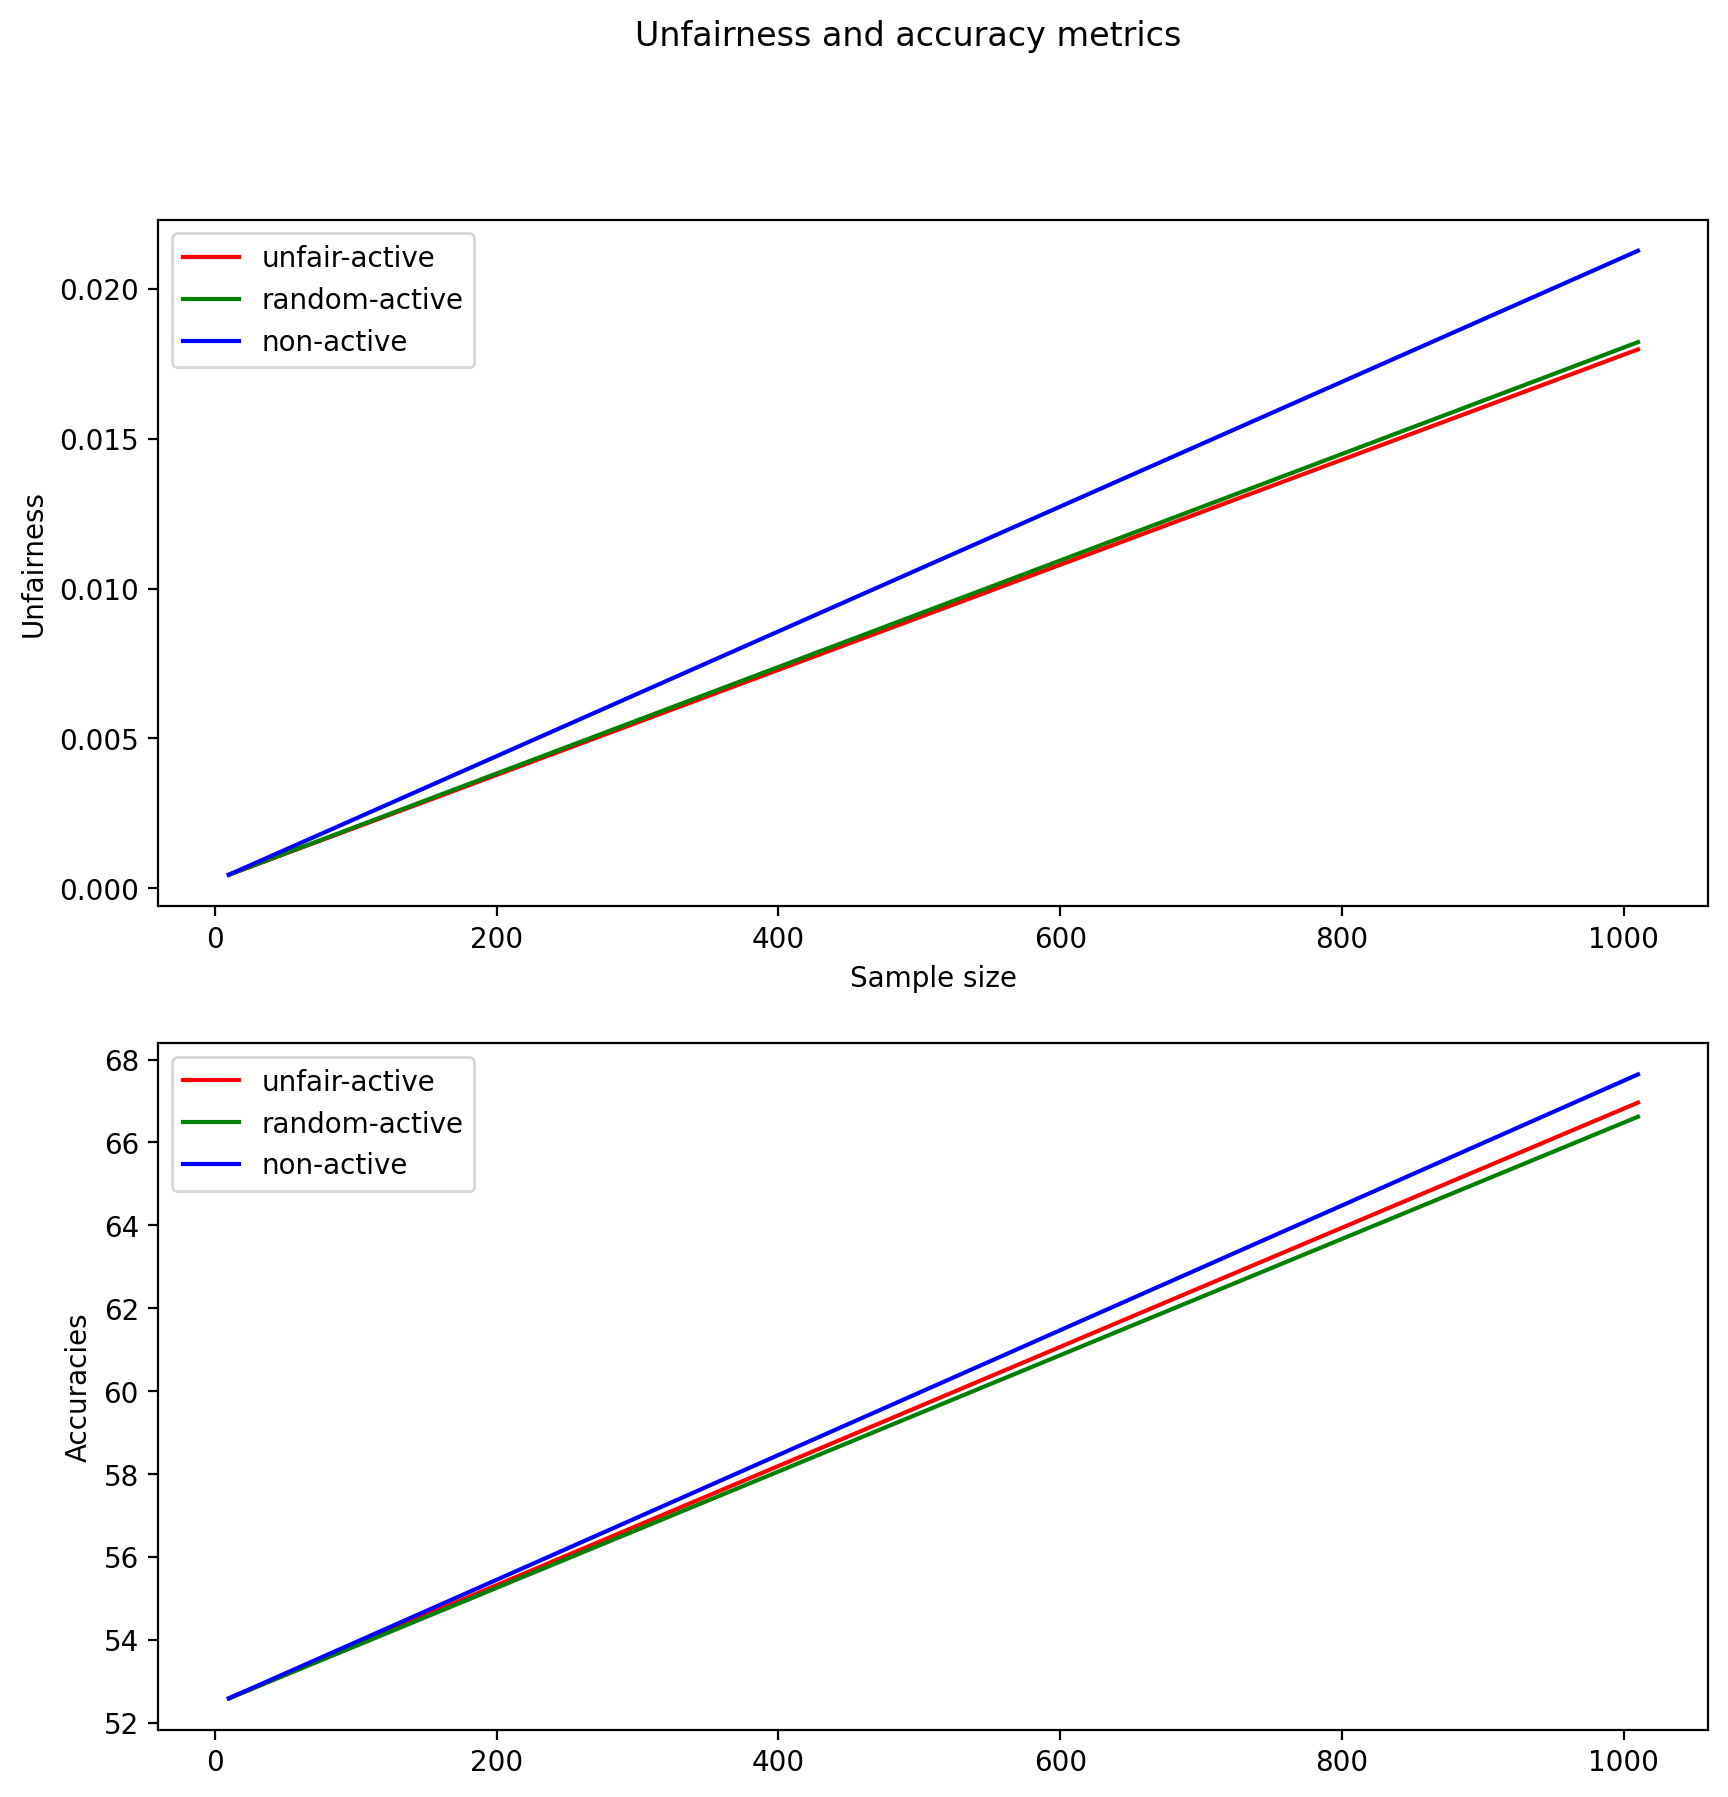 Unfairness and accuracy metrics
unfair-active
random-active
non-active
0.020
0.015
0.010
0.005
0.000
Unfairness
0 200 400 600 800 1000
Sample size
unfair-active
random-active
non-active
68
66
64
62
60
58
56
54
52
Accuracies
0 200 400 600 800 1000